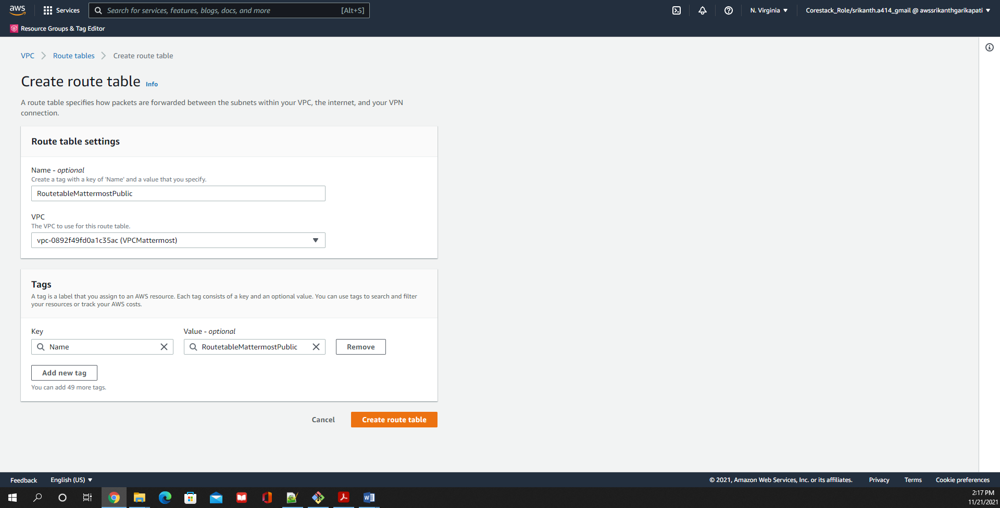 aws
Services
Search for services, features, blogs, docs, and more
[Alt+S]
N. Virginia
Corestack_Role/srikanth.a414_gmail @ awssrikanthgarikapati
Resource Groups & Tag Editor
VPC
Route tables
Create route table
Create route table
Info
A route table specifies how packets are forwarded between the subnets within your VPC, the internet, and your VPN
connection.
Route table settings
Name - optional
Create a tag with a key of 'Name' and a value that you specify.
RoutetableMattermostPublic
VPC
The VPC to use for this route table.
vpc-0892f49fd0a1c35ac (VPCMattermost)
Tags
A tag is a label that you assign to an AWS resource. Each tag consists of a key and an optional value. You can use tags to search and filter
your resources or track your AWS costs.
Key
Value - optional
Name
RoutetableMattermostPublic
Remove
Add new tag
You can add 49 more tags.
Cancel
Create route table
Feedback
English (US)
© 2021, Amazon Web Services, Inc. or its affiliates.
Privacy
Terms
Cookie preferences
2:17 PM
11/21/2021